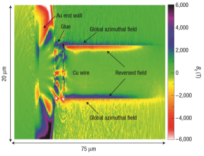 Au end wall
Glue
Global azimuthal field
Cu wire
Reversed field
Global azimuthal field
20 µm
75 µm
6,000
4,000
2,000
0
−2,000
−4,000
−6,000